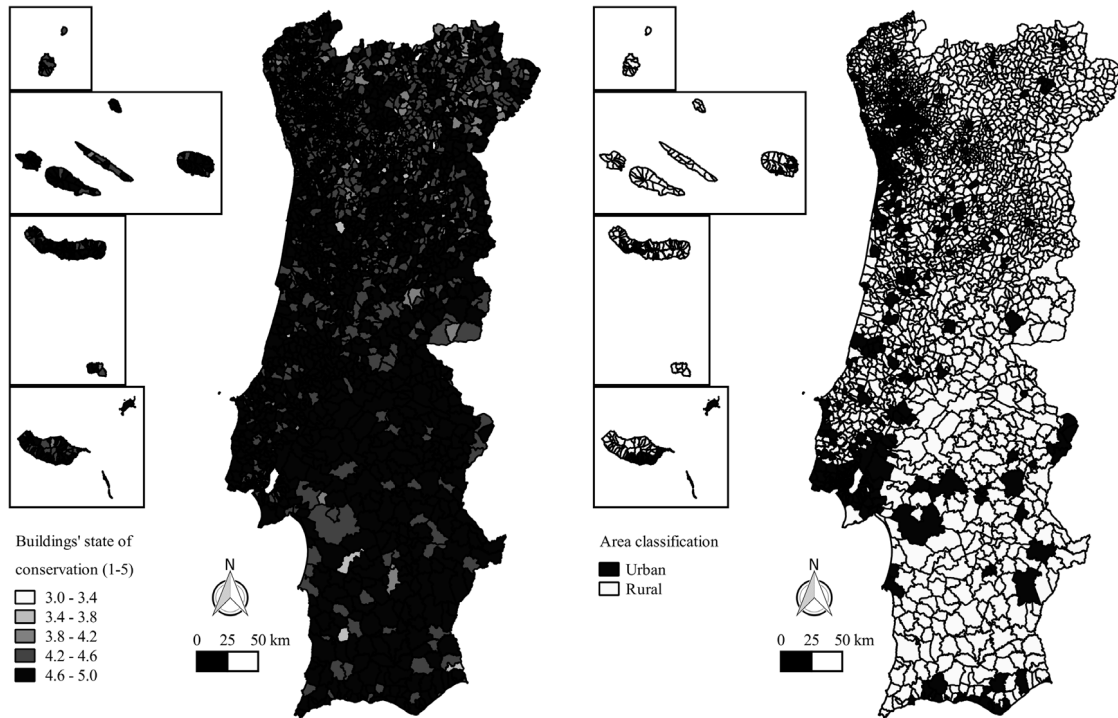 Buildings' state of
conservation (1-5)
3.0 - 3.4
3.4 - 3.8
3.8 - 4.2
4.2 - 4.6
4.6 - 5.0
N
0 25 50 km
Area classification
Urban
Rural
N
0 25 50 km